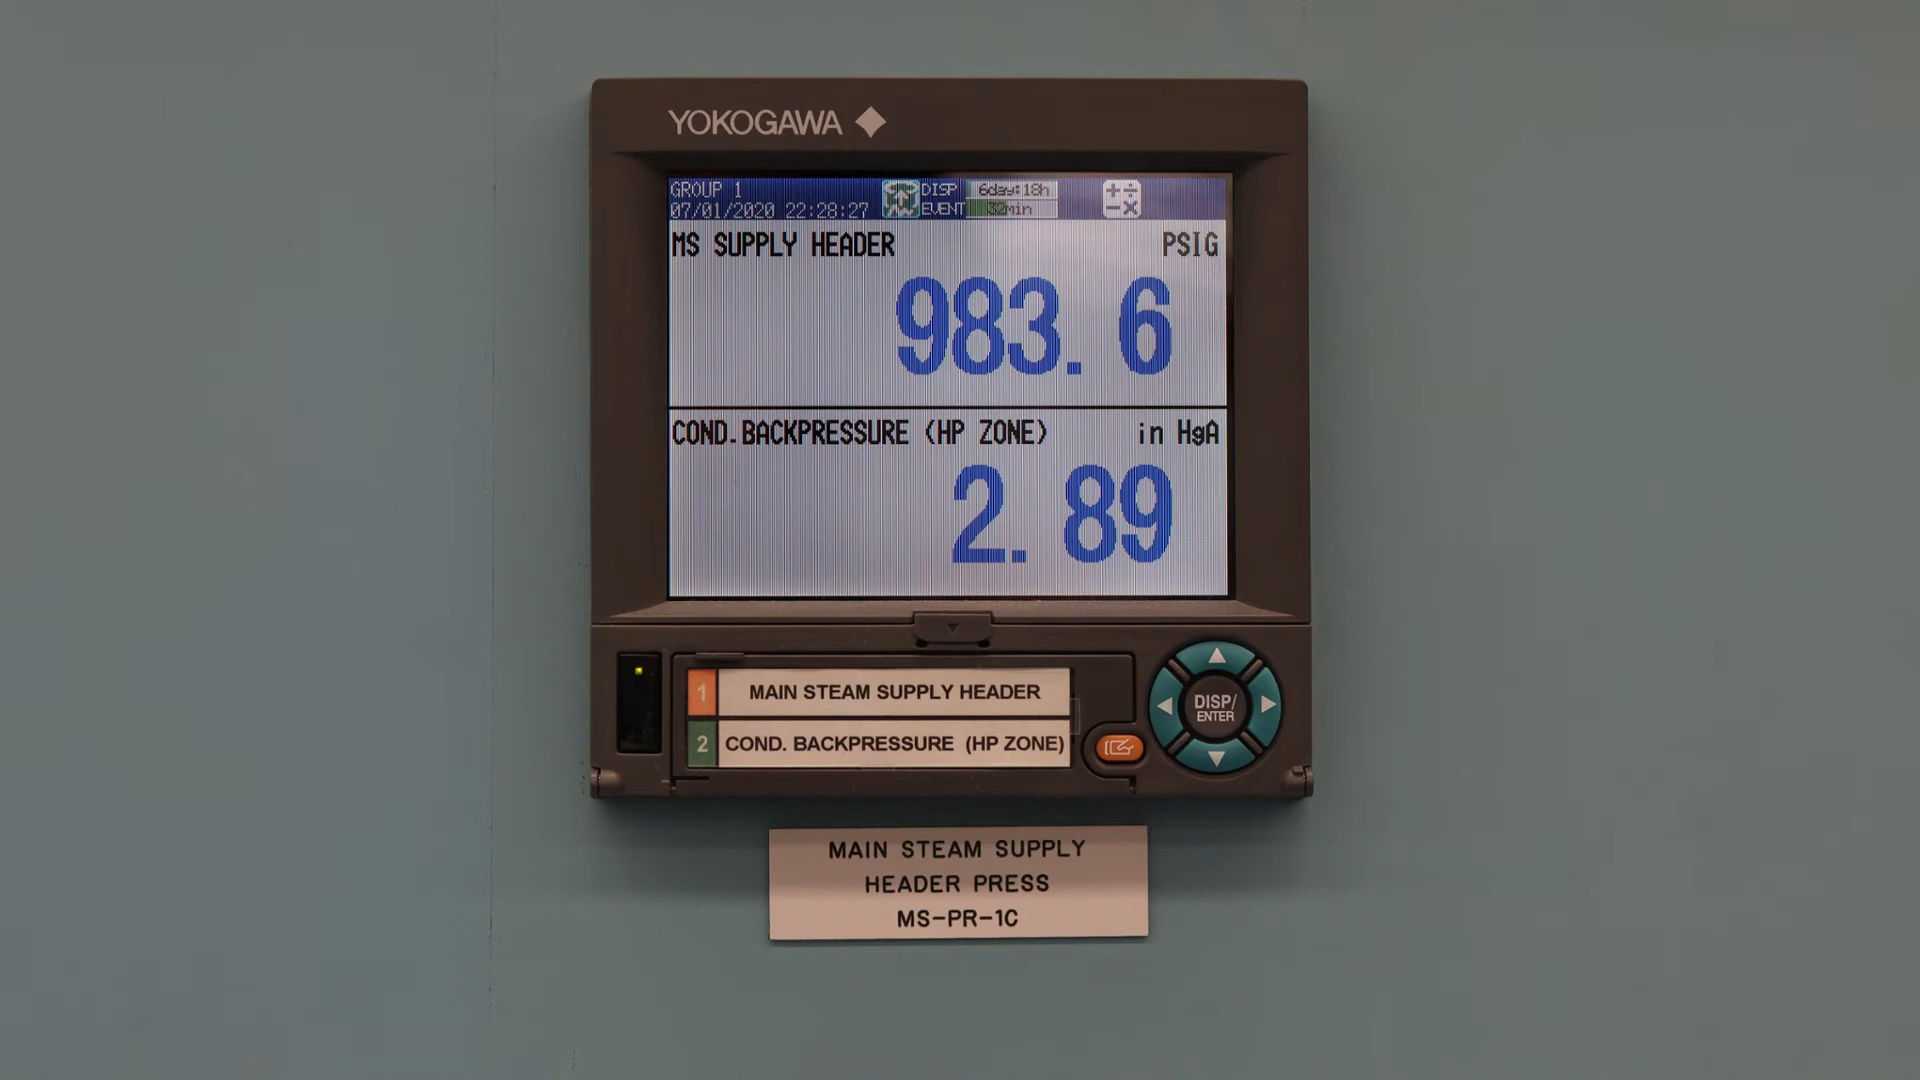 YOKOGAWA
GROUP 1
07/01/2020 22:28:27
DISP 6day:18h
EVENT 32min
MS SUPPLY HEADER PSIG
983.6
COND.BACKPRESSURE (HP ZONE) in HgA
2.89
1 MAIN STEAM SUPPLY HEADER
2 COND. BACKPRESSURE (HP ZONE)
DISP/
ENTER
MAIN STEAM SUPPLY
HEADER PRESS
MS-PR-1C